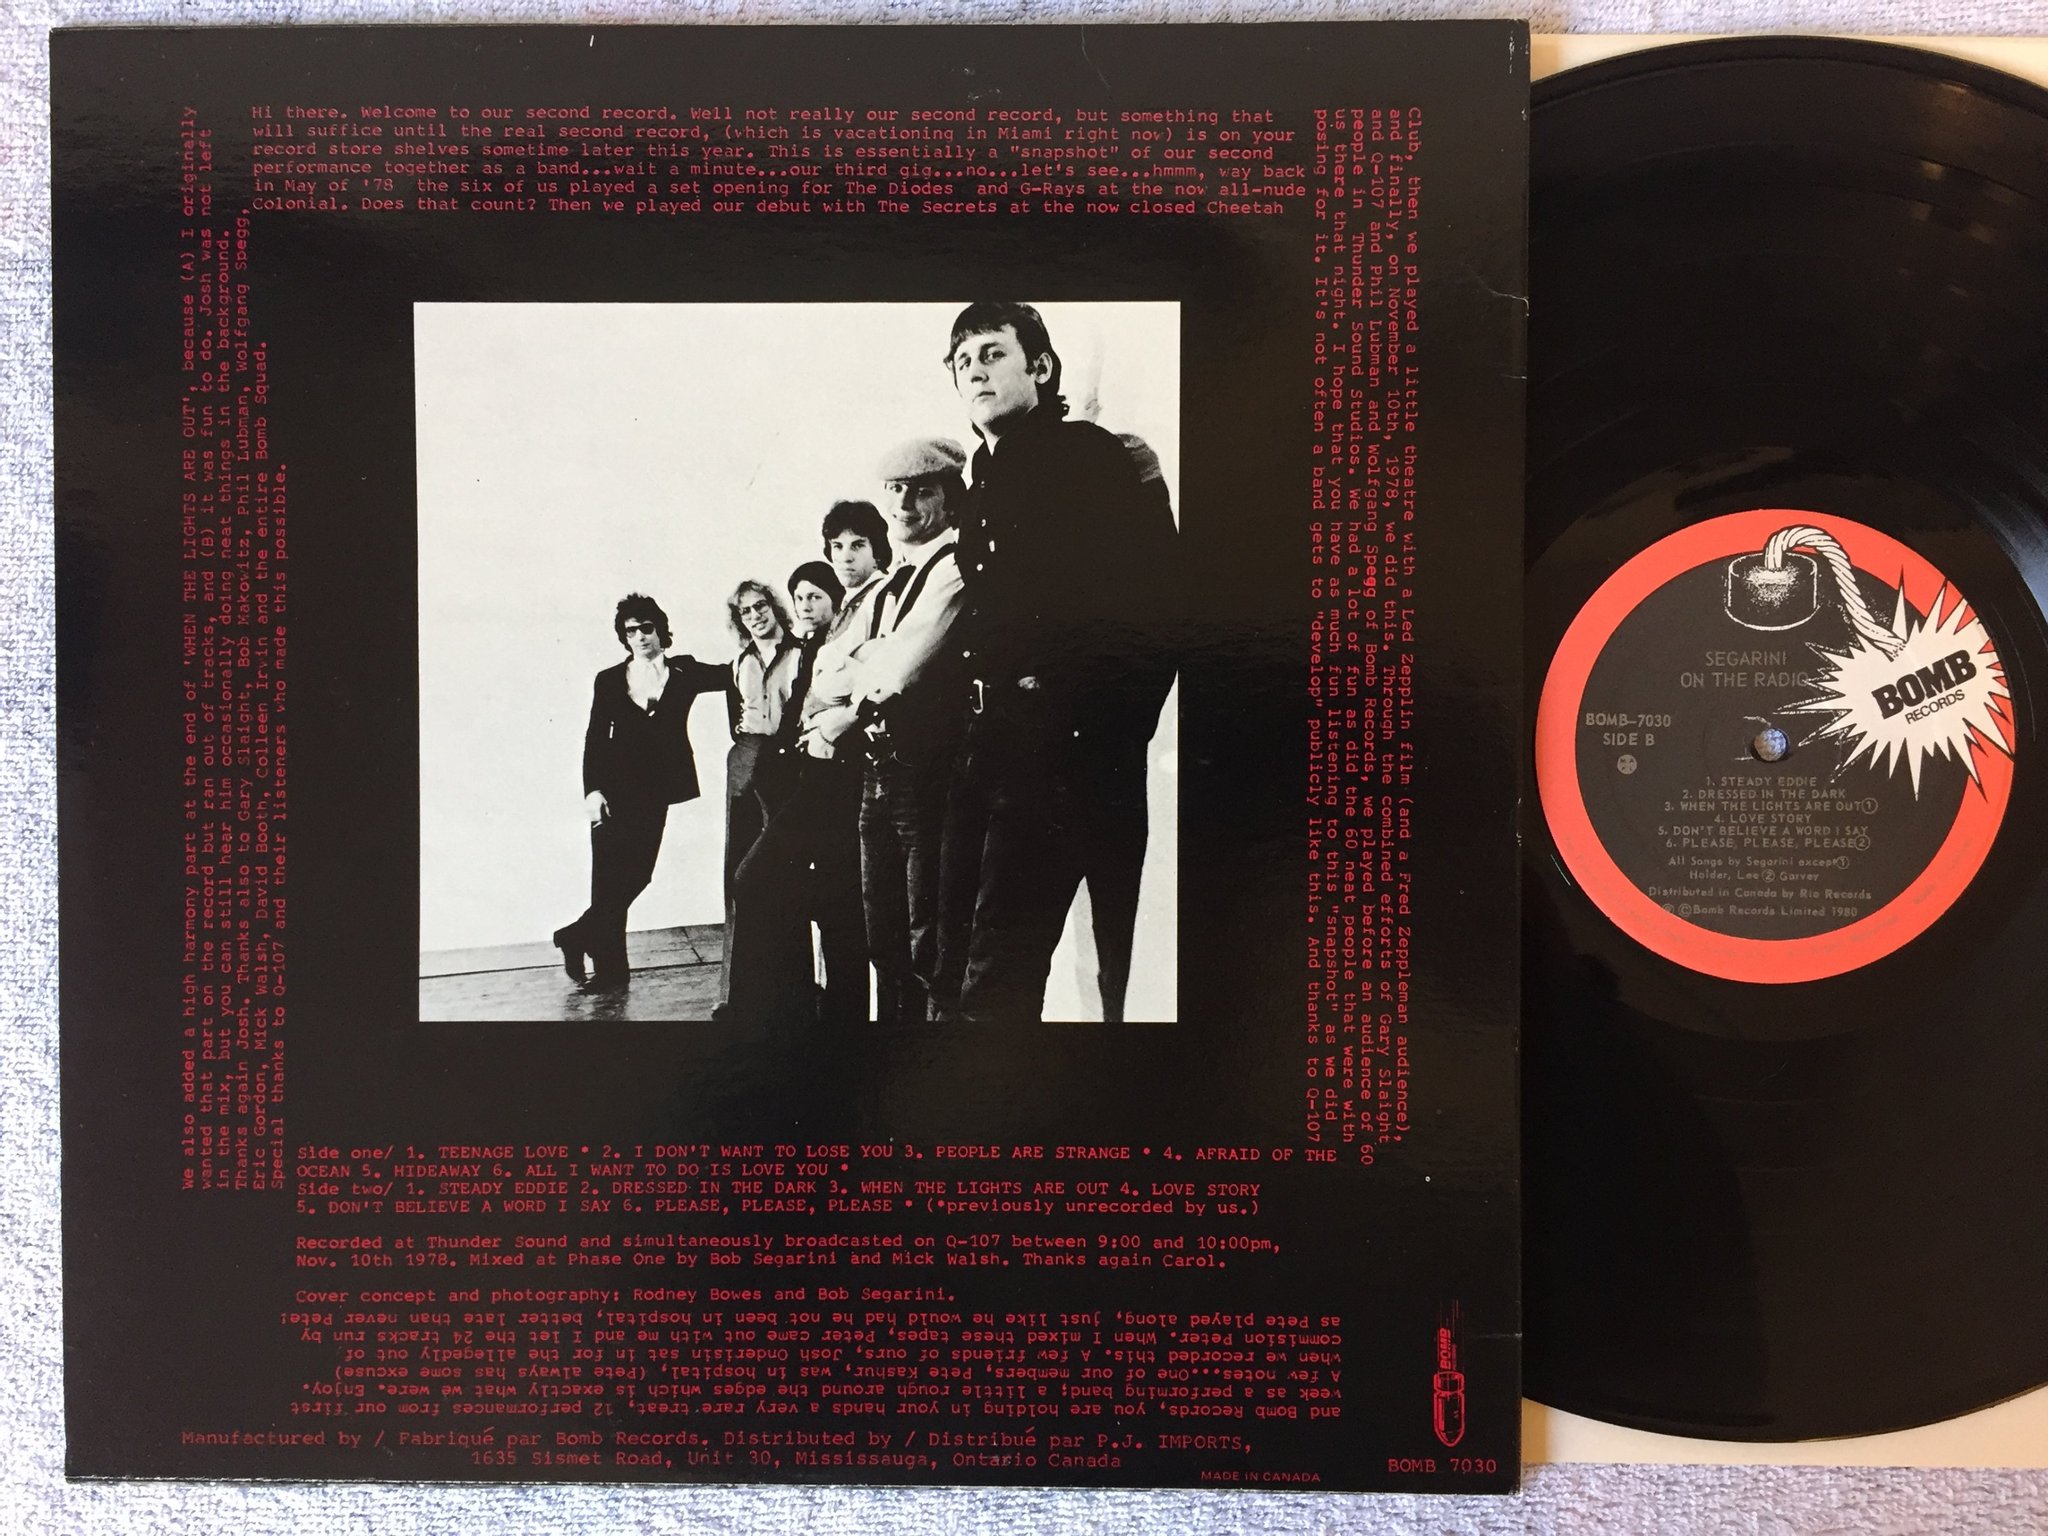 Hi there. Welcome to our second record. Well not really our second record, but something that
will suffice until the real second record, (which is vacationing in Miami right now) is on your
record store shelves sometime later this year. This is essentially a "snapshot" of our second
performance together as a band...wait a minute...our third gig...no...let's see...hmmm, way back
in May of '78 the six of us played a set opening for The Diodes and G-Rays at the now all-nude
Colonial. Does that count? Then we played our debut with The Secrets at the now closed Cheetah
Club, then we played a little theatre with a Led Zepplin film (and a Fred Zeppleman audience),
and finally, on November 10th, 1978, we did this. Through the combined efforts of Gary Slaight
and Q-107 and Phil Lubman and Wolfgang Spegg of Bomb Records, we played before an audience of 60
people in Thunder Sound Studios. We had a lot of fun as did the 60 neat people that were with
us there that night. I hope that you have as much fun listening to this "snapshot" as we did
posing for it. It's not often a band gets to "develop" publicly like this. And thanks to Q-107
and Bomb Records, you are holding in your hands a very rare treat, 12 performances from our first
week as a performing band; a little rough around the edges which is exactly what we were. Enjoy.
A few notes...One of our members, Pete Kashur, was in hospital, (Pete always has some excuse)
when we recorded this. A few friends of ours, Josh Onderisin sat in for the allegedly out of
commision Peter. When I mixed these tapes, Peter came out with me and I let the 24 tracks run by
as Pete played along, just like he would had he not been in hospital, better late than never Pete!
We also added a high harmony part at the end of 'WHEN THE LIGHTS ARE OUT', because (A) I originally
wanted that part on the record but ran out of tracks, and (B) it was fun to do. Josh was not left
in the mix, but you can still hear him occasionally doing neat things in the background.
Thanks again Josh. Thanks also to Gary Slaight, Bob Makowitz, Phil Lubman, Wolfgang Spegg,
Eric Gordon, Mick Walsh, David Booth, Colleen Irvin and the entire Bomb Squad.
Special thanks to Q-107 and their listeners who made this possible.
Side one/ 1. TEENAGE LOVE * 2. I DON'T WANT TO LOSE YOU 3. PEOPLE ARE STRANGE * 4. AFRAID OF THE
OCEAN 5. HIDEAWAY 6. ALL I WANT TO DO IS LOVE YOU *
Side two/ 1. STEADY EDDIE 2. DRESSED IN THE DARK 3. WHEN THE LIGHTS ARE OUT 4. LOVE STORY
5. DON'T BELIEVE A WORD I SAY 6. PLEASE, PLEASE, PLEASE * (*previously unrecorded by us.)
Recorded at Thunder Sound and simultaneously broadcasted on Q-107 between 9:00 and 10:00pm,
Nov. 10th 1978. Mixed at Phase One by Bob Segarini and Mick Walsh. Thanks again Carol.
Cover concept and photography: Rodney Bowes and Bob Segarini.
Manufactured by / Fabriqué par Bomb Records. Distributed by / Distribué par P.J. IMPORTS,
1635 Sismet Road, Unit 30, Mississauga, Ontario Canada
MADE IN CANADA
BOMB
BOMB 7030
SEGARINI
ON THE RADIO
BOMB
RECORDS
BOMB-7030
SIDE B
1. STEADY EDDIE
2. DRESSED IN THE DARK
3. WHEN THE LIGHTS ARE OUT①
4. LOVE STORY
5. DON'T BELIEVE A WORD I SAY
6. PLEASE, PLEASE, PLEASE②
All Songs by Segarini except①
Holder, Lee② Garvey
Distributed in Canada by Rio Records
℗ ©Bomb Records Limited 1980